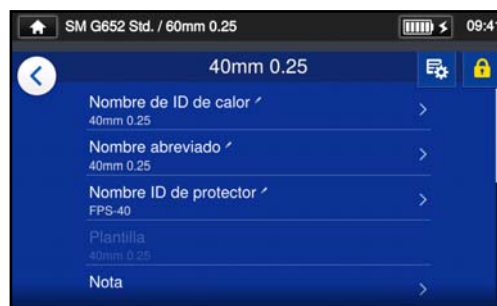 SM G652 Std. / 60mm 0.25
09:41
40mm 0.25
Nombre de ID de calor
40mm 0.25
Nombre abreviado
40mm 0.25
Nombre ID de protector
FPS-40
Plantilla
40mm 0.25
Nota